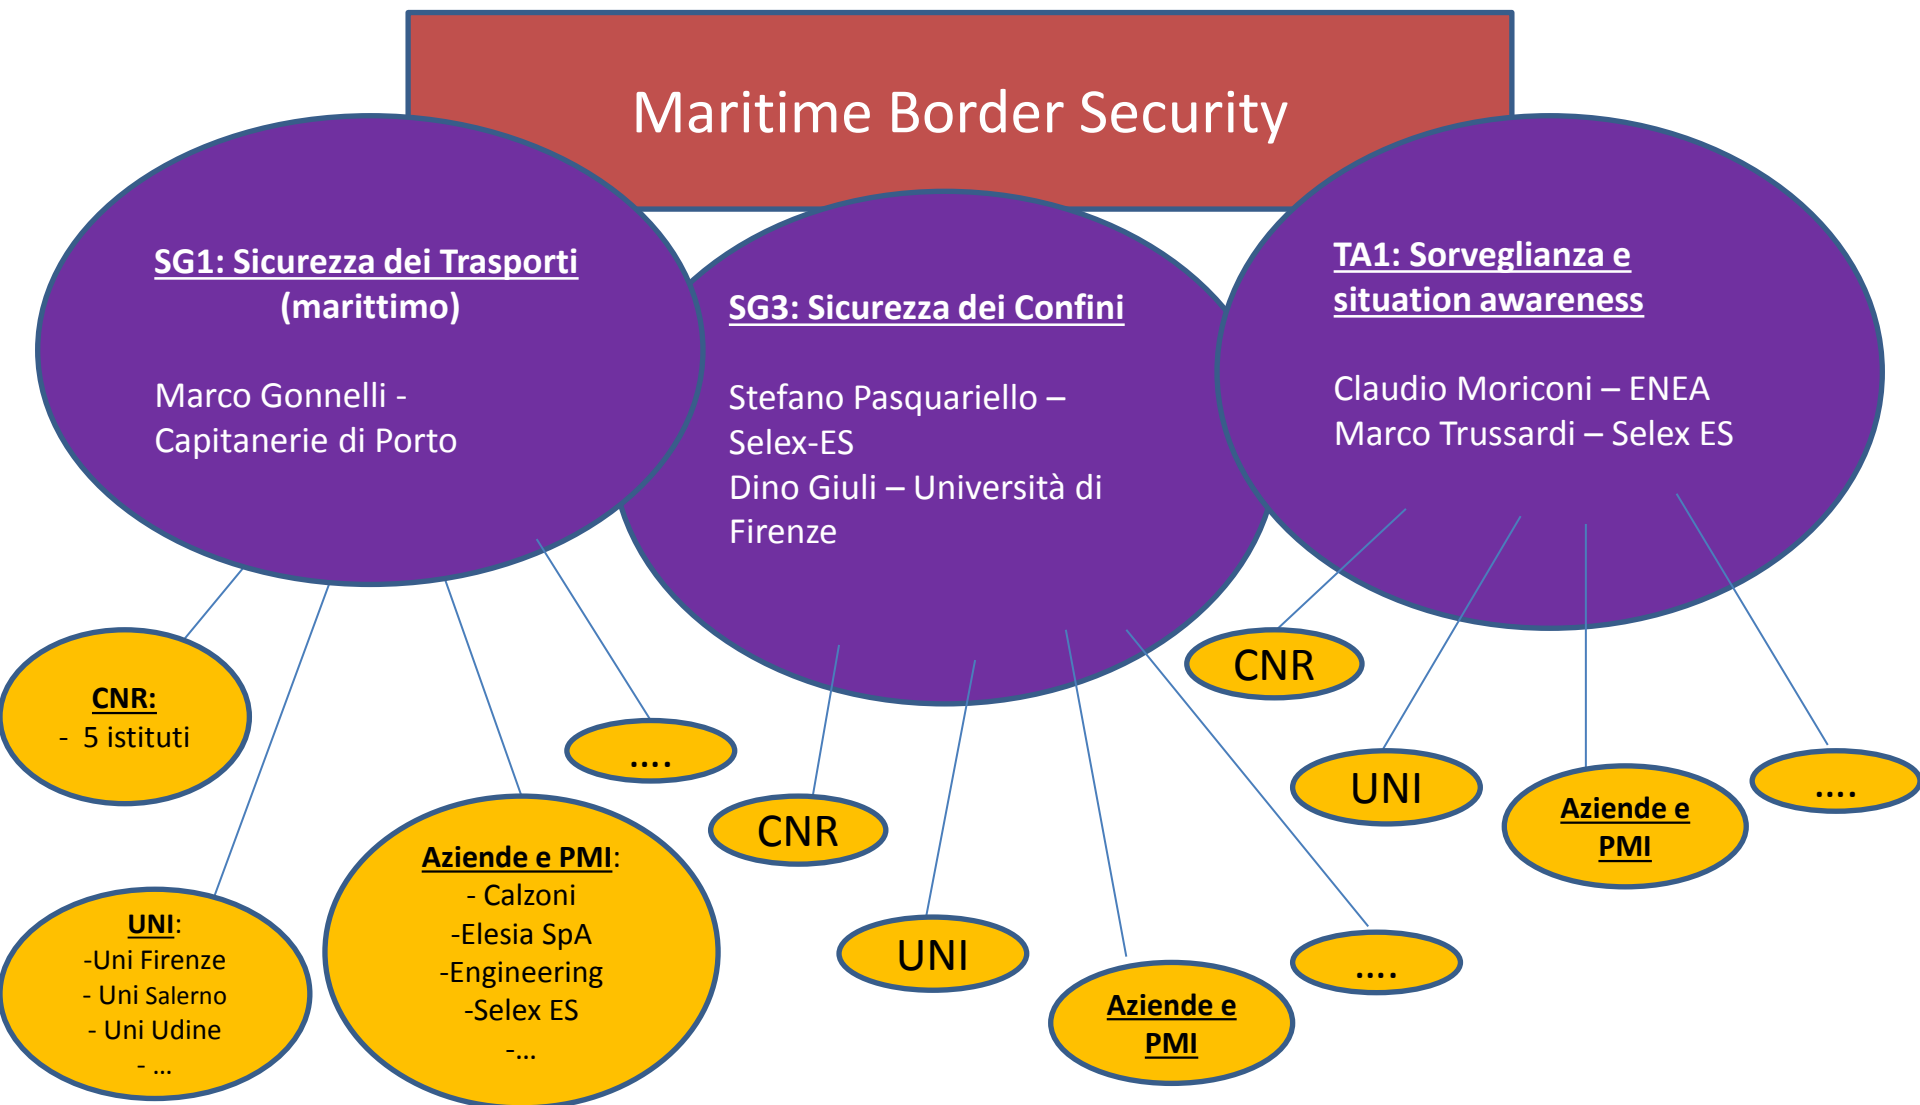 Maritime Border Security
SG1: Sicurezza dei Trasporti
(marittimo)
Marco Gonnelli -
Capitanerie di Porto
SG3: Sicurezza dei Confini
Stefano Pasquariello –
Selex-ES
Dino Giuli – Università di
Firenze
TA1: Sorveglianza e
situation awareness
Claudio Moriconi – ENEA
Marco Trussardi – Selex ES
CNR:
- 5 istituti
UNI:
-Uni Firenze
- Uni Salerno
- Uni Udine
- ...
Aziende e PMI:
- Calzoni
-Elesia SpA
-Engineering
-Selex ES
-...
....
CNR
UNI
Aziende e
PMI
....
CNR
UNI
Aziende e
PMI
....